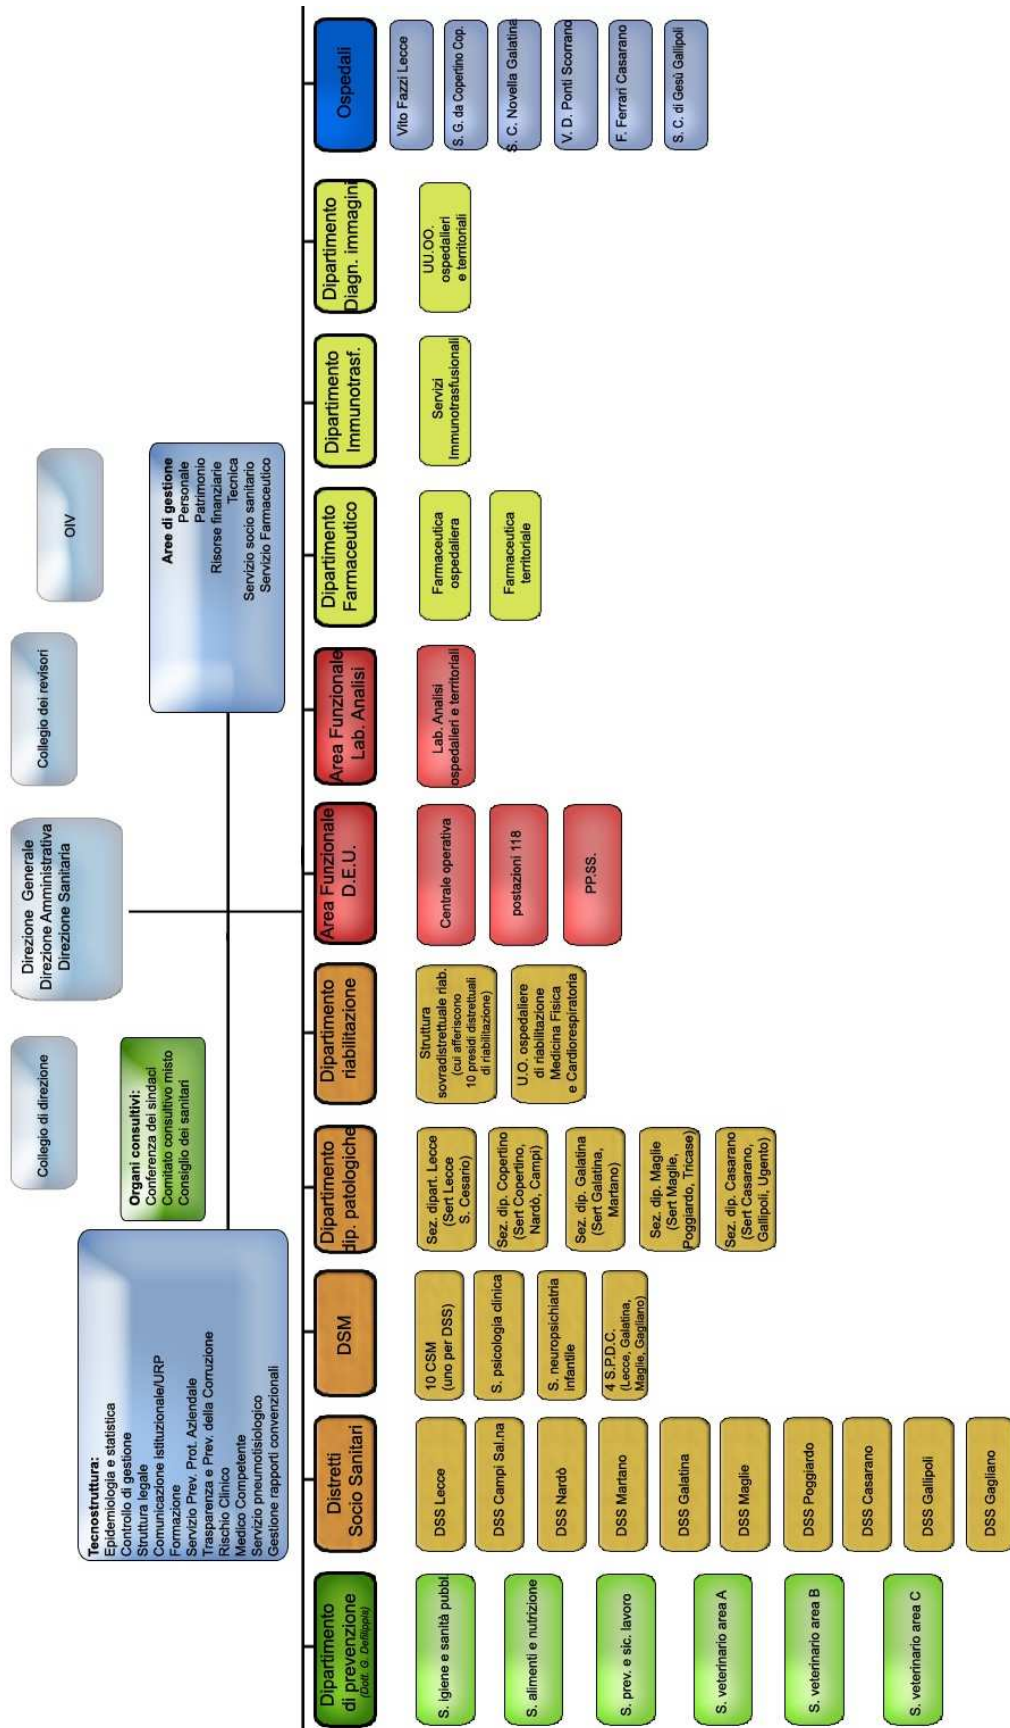 Collegio di direzione
Direzione Generale
Direzione Amministrativa
Direzione Sanitaria
Collegio dei revisori
OIV
Organi consultivi:
Conferenza dei sindaci
Comitato consultivo misto
Consiglio dei sanitari
Tecnostruttura:
Epidemiologia e statistica
Controllo di gestione
Struttura legale
Comunicazione istituzionale/URP
Formazione
Servizio Prev. Prot. Aziendale
Trasparenza e Prev. della Corruzione
Rischio Clinico
Medico Competente
Servizio pneumotisiologico
Gestione rapporti convenzionali
Aree di gestione
Personale
Patrimonio
Risorse finanziarie
Tecnica
Servizio socio sanitario
Servizio Farmaceutico
Dipartimento
di prevenzione
(Dott. G. Defilippis)
S. igiene e sanità pubbl.
S. alimenti e nutrizione
S. prev. e sic. lavoro
S. veterinario area A
S. veterinario area B
S. veterinario area C
Distretti
Socio Sanitari
DSS Lecce
DSS Campi Sal.na
DSS Nardò
DSS Martano
DSS Galatina
DSS Maglie
DSS Poggiardo
DSS Casarano
DSS Gallipoli
DSS Gagliano
DSM
10 CSM
(uno per DSS)
S. psicologia clinica
S. neuropsichiatria
infantile
4 S.P.D.C.
(Lecce, Galatina,
Maglie, Gagliano)
Dipartimento
dip. patologiche
Sez. dipart. Lecce
(Sert Lecce
S. Cesario)
Sez. dip. Copertino
(Sert Copertino,
Nardò, Campi)
Sez. dip. Galatina
(Sert Galatina,
Martano)
Sez. dip. Maglie
(Sert Maglie,
Poggiardo, Tricase)
Sez. dip. Casarano
(Sert Casarano,
Gallipoli, Ugento)
Dipartimento
riabilitazione
Struttura
sovradistrettuale riab.
(cui afferiscono
10 presidi distrettuali
di riabilitazione)
U.O. ospedaliere
di riabilitazione
Medicina Fisica
e Cardiorespiratoria
Area Funzionale
D.E.U.
Centrale operativa
postazioni 118
PP.SS.
Area Funzionale
Lab. Analisi
Lab. Analisi
ospedalieri e territoriali
Dipartimento
Farmaceutico
Farmaceutica
ospedaliera
Farmaceutica
territoriale
Dipartimento
Immunotrasf.
Servizi
Immunotrasfusionali
Dipartimento
Diagn. immagini
UU.OO.
ospedalieri
e territoriali
Ospedali
Vito Fazzi Lecce
S. G. da Copertino Cop.
S. C. Novella Galatina
V. D. Ponti Scorrano
F. Ferrari Casarano
S. C. di Gesù Gallipoli